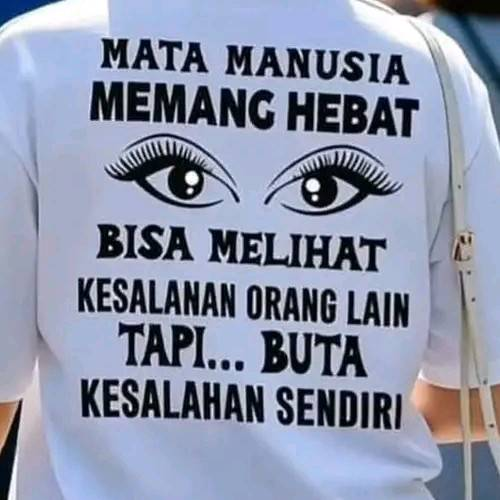 MATA MANUSIA
MEMANG HEBAT
BISA MELIHAT
KESALANAN ORANG LAIN
TAPI... BUTA
KESALAHAN SENDIRI